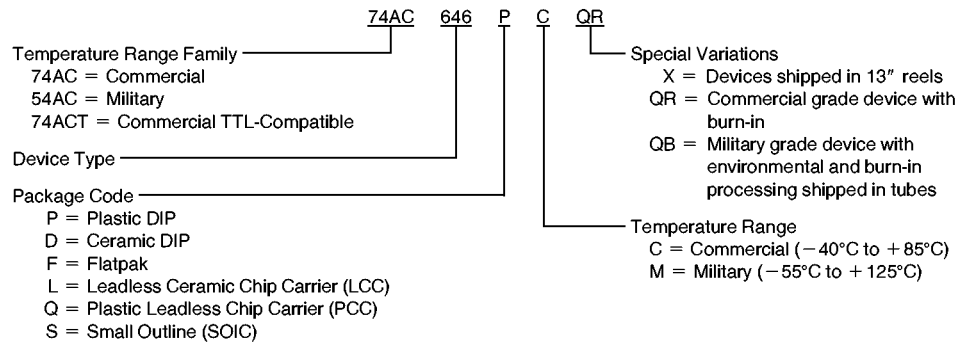 74AC 646 P C QR
Temperature Range Family
74AC = Commercial
54AC = Military
74ACT = Commercial TTL-Compatible
Device Type
Package Code
P = Plastic DIP
D = Ceramic DIP
F = Flatpak
L = Leadless Ceramic Chip Carrier (LCC)
Q = Plastic Leadless Chip Carrier (PCC)
S = Small Outline (SOIC)
Special Variations
X = Devices shipped in 13″ reels
QR = Commercial grade device with
burn-in
QB = Military grade device with
environmental and burn-in
processing shipped in tubes
Temperature Range
C = Commercial (−40°C to +85°C)
M = Military (−55°C to +125°C)